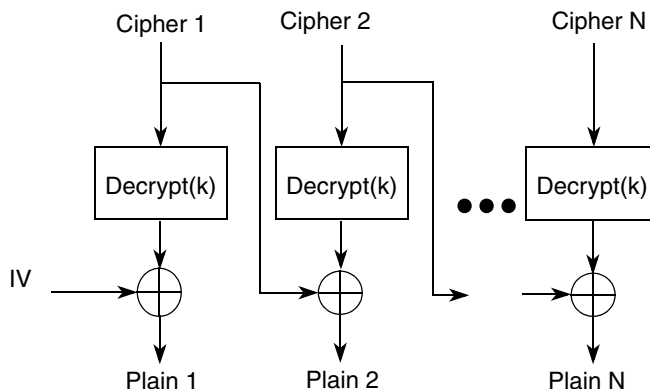 Cipher 1
Cipher 2
Cipher N
Decrypt(k)
Decrypt(k)
Decrypt(k)
IV
Plain 1
Plain 2
Plain N